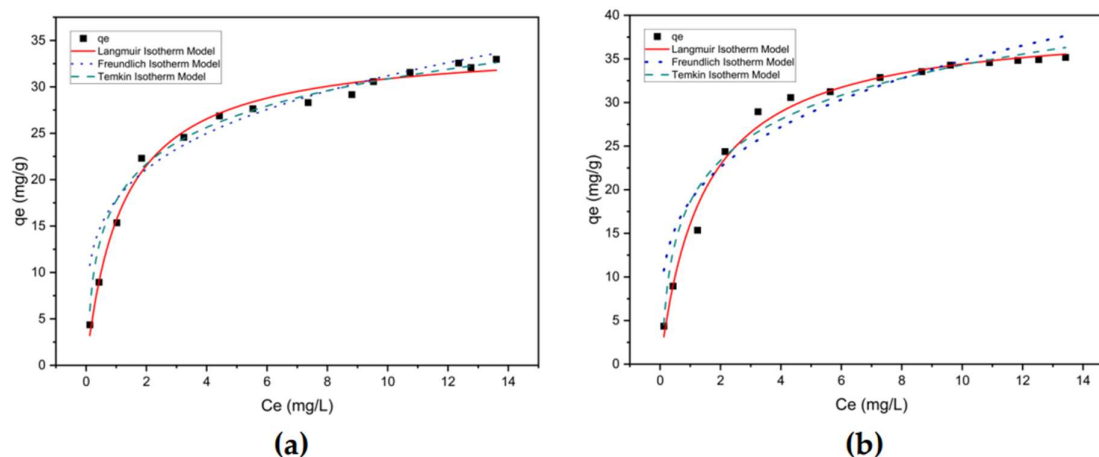 qe
Langmuir Isotherm Model
Freundlich Isotherm Model
Temkin Isotherm Model
35
30
25
20
15
10
5
0
qe (mg/g)
0 2 4 6 8 10 12 14
Ce (mg/L)
(a)
qe
Langmuir Isotherm Model
Freundlich Isotherm Model
Temkin Isotherm Model
40
35
30
25
20
15
10
5
0
qe (mg/g)
0 2 4 6 8 10 12 14
Ce (mg/L)
(b)